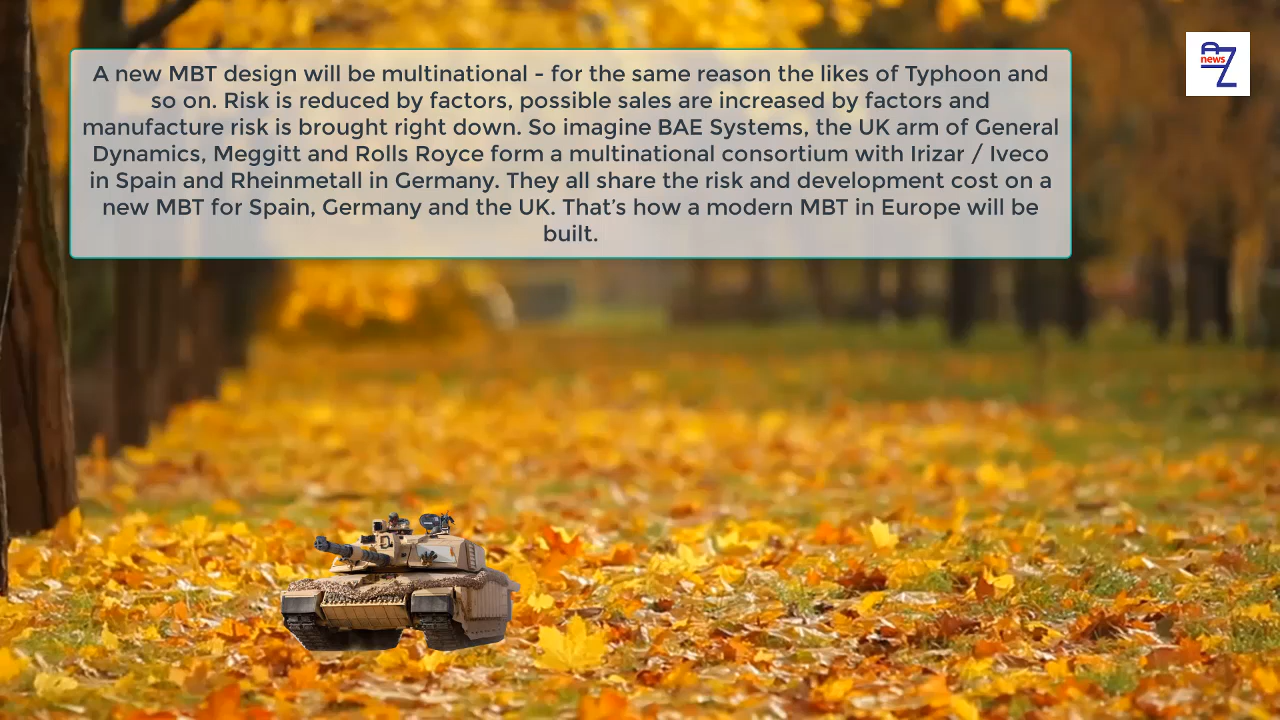 A new MBT design will be multinational - for the same reason the likes of Typhoon and
so on. Risk is reduced by factors, possible sales are increased by factors and
manufacture risk is brought right down. So imagine BAE Systems, the UK arm of General
Dynamics, Meggitt and Rolls Royce form a multinational consortium with Irizar / Iveco
in Spain and Rheinmetall in Germany. They all share the risk and development cost on a
new MBT for Spain, Germany and the UK. That's how a modern MBT in Europe will be
built.
A
news
Z